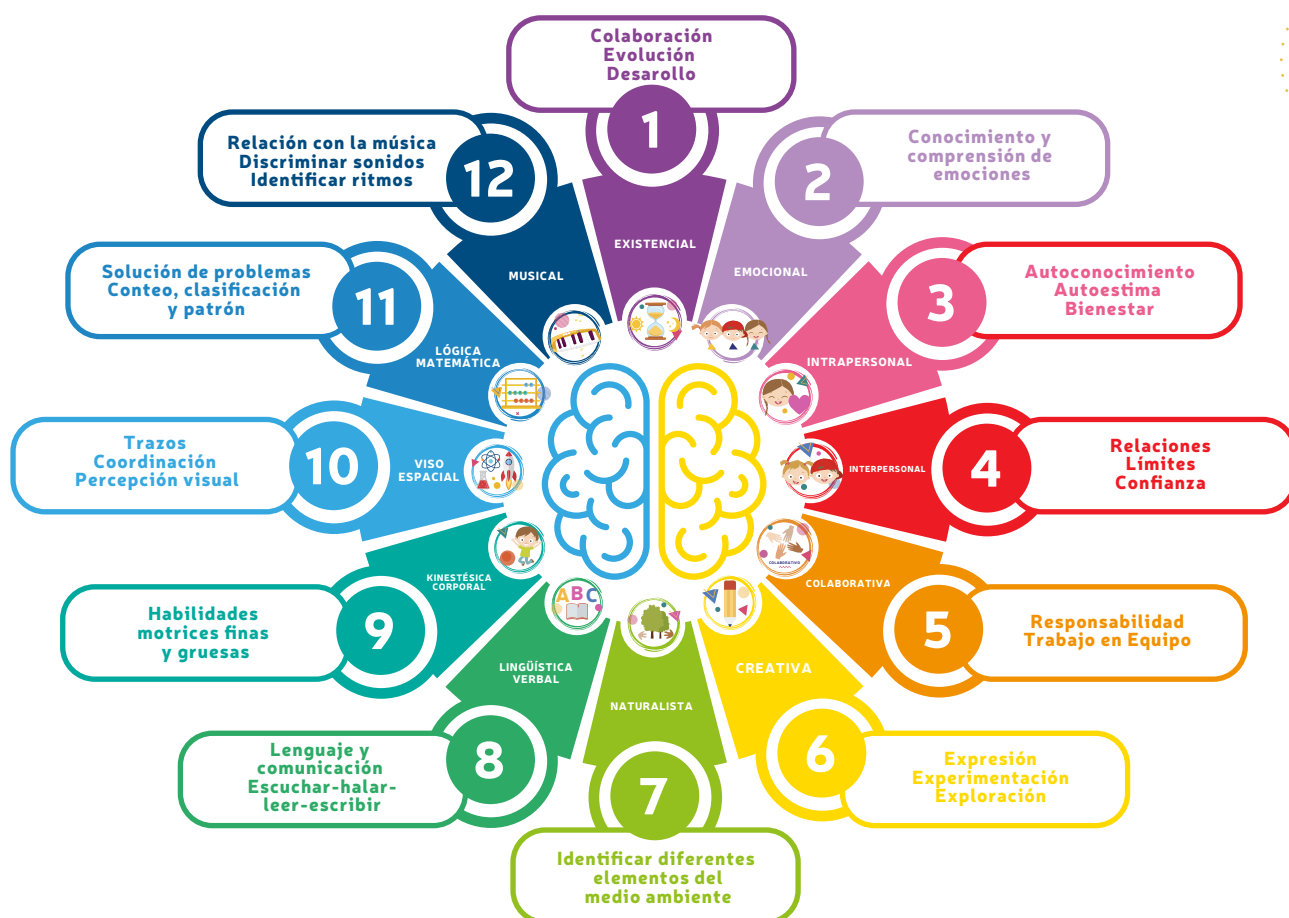 Colaboración
Evolución
Desarollo
1
EXISTENCIAL
Conocimiento y
comprensión de
emociones
2
EMOCIONAL
Autoconocimiento
Autoestima
Bienestar
3
INTRAPERSONAL
Relaciones
Límites
Confianza
4
INTERPERSONAL
Responsabilidad
Trabajo en Equipo
5
COLABORATIVA
COLABORATIVO
Expresión
Experimentación
Exploración
6
CREATIVA
Identificar diferentes
elementos del
medio ambiente
7
NATURALISTA
Lenguaje y
comunicación
Escuchar-halar-
leer-escribir
8
LINGÜÍSTICA
VERBAL
ABC
Habilidades
motrices finas
y gruesas
9
KINESTÉSICA
CORPORAL
Trazos
Coordinación
Percepción visual
10
VISO
ESPACIAL
Solución de problemas
Conteo, clasificación
y patrón
11
LÓGICA
MATEMÁTICA
Relación con la música
Discriminar sonidos
Identificar ritmos
12
MUSICAL